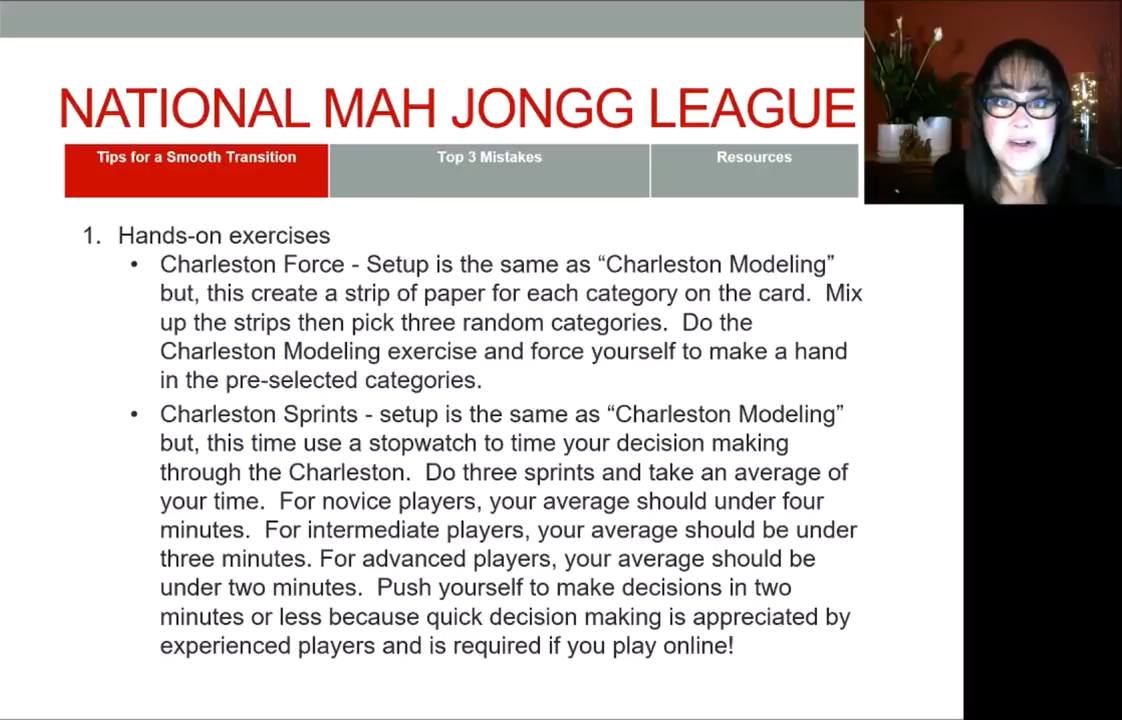 NATIONAL MAH JONGG LEAGUE
Tips for a Smooth Transition
Top 3 Mistakes
Resources
1. Hands-on exercises
• Charleston Force - Setup is the same as “Charleston Modeling”
but, this create a strip of paper for each category on the card. Mix
up the strips then pick three random categories. Do the
Charleston Modeling exercise and force yourself to make a hand
in the pre-selected categories.
• Charleston Sprints - setup is the same as “Charleston Modeling”
but, this time use a stopwatch to time your decision making
through the Charleston. Do three sprints and take an average of
your time. For novice players, your average should under four
minutes. For intermediate players, your average should be under
three minutes. For advanced players, your average should be
under two minutes. Push yourself to make decisions in two
minutes or less because quick decision making is appreciated by
experienced players and is required if you play online!